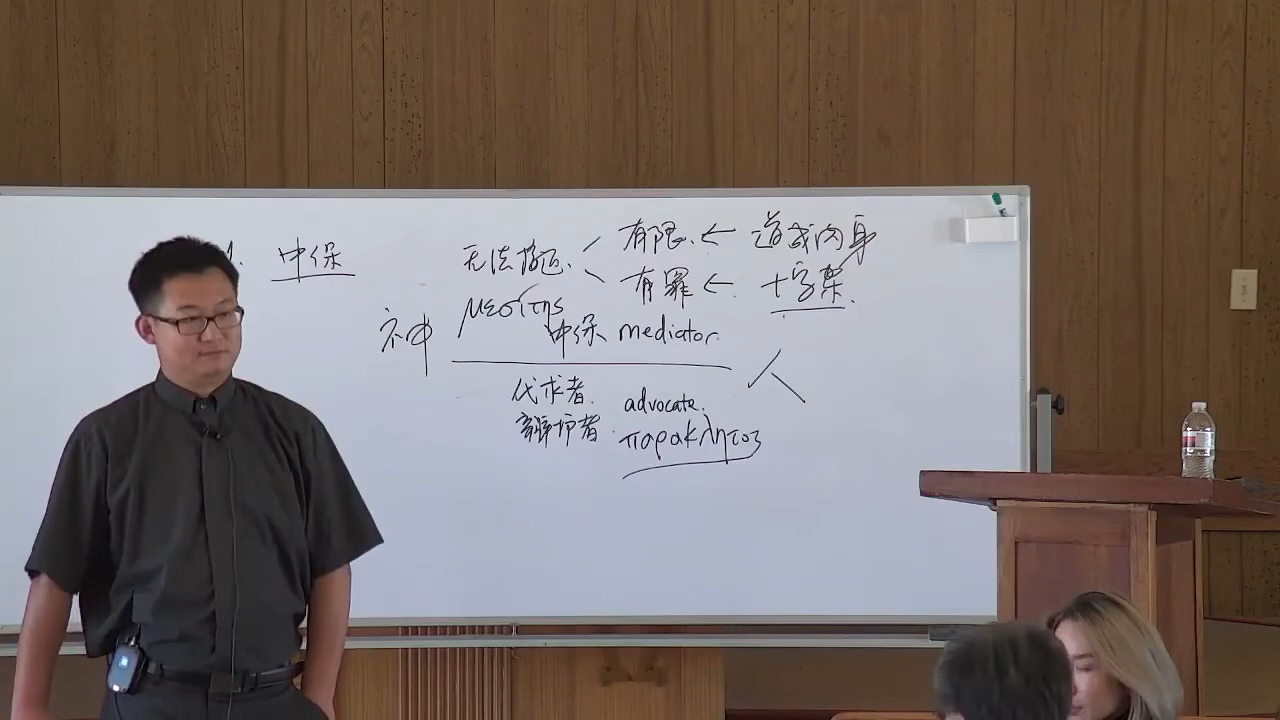 1. 中保
无法接近 有限 ← 道成肉身
有罪 ← 十字架
μεσίτης
神 中保 mediator 人
代求者 advocate.
辩护者 παρακλητος